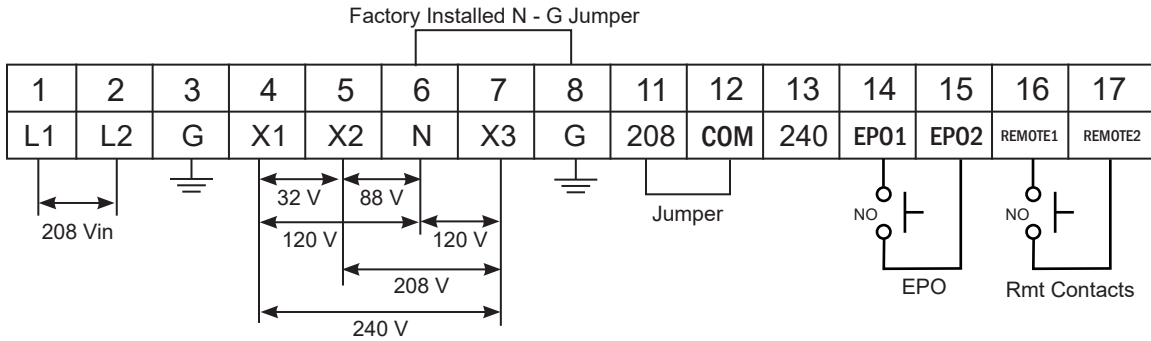 Factory Installed N - G Jumper
1 2 3 4 5 6 7 8 11 12 13 14 15 16 17
L1 L2 G X1 X2 N X3 G 208 COM 240 EPO1 EPO2 REMOTE1 REMOTE2
32 V 88 V
208 Vin
120 V 120 V
Jumper
NO NO
208 V
EPO
Rmt Contacts
240 V